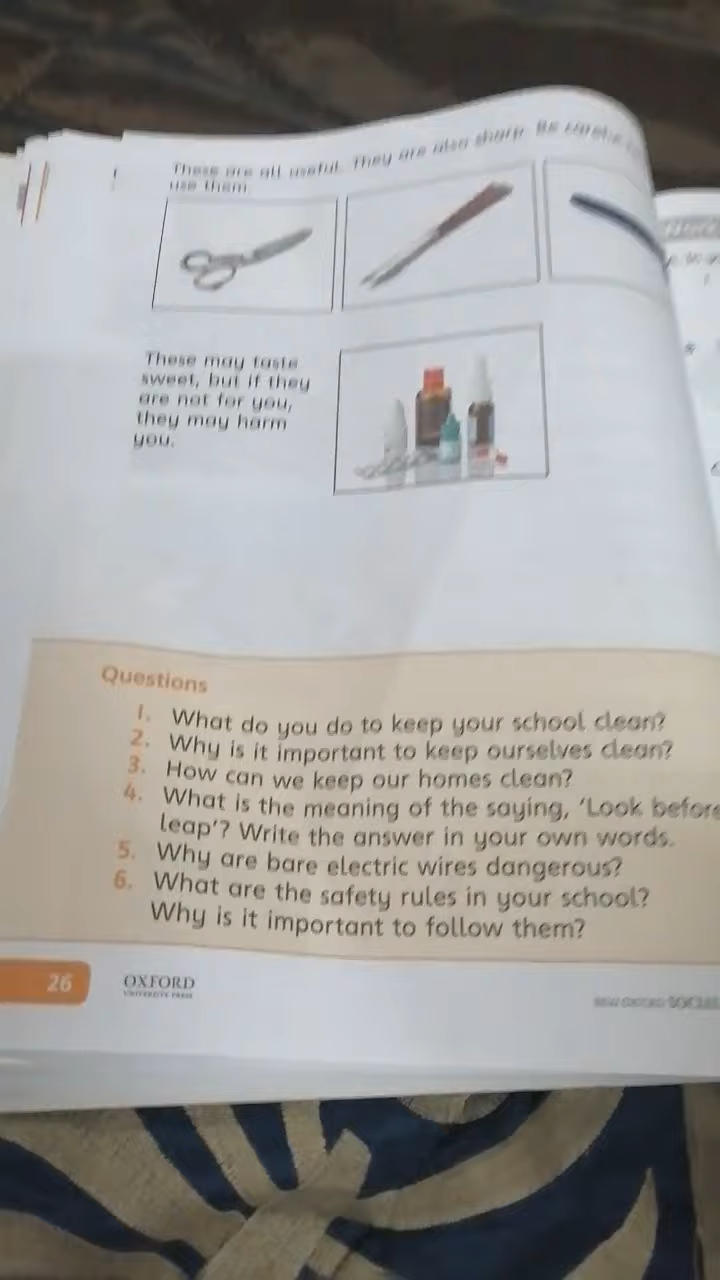 These are all useful. They are also sharp. Be careful
use them.
These may taste
sweet, but if they
are not for you,
they may harm
you.
Questions
1. What do you do to keep your school clean?
2. Why is it important to keep ourselves clean?
3. How can we keep our homes clean?
4. What is the meaning of the saying, ‘Look before
leap’? Write the answer in your own words.
5. Why are bare electric wires dangerous?
6. What are the safety rules in your school?
Why is it important to follow them?
26
OXFORD
UNIVERSITY PRESS
NEW OXFORD SOCIAL